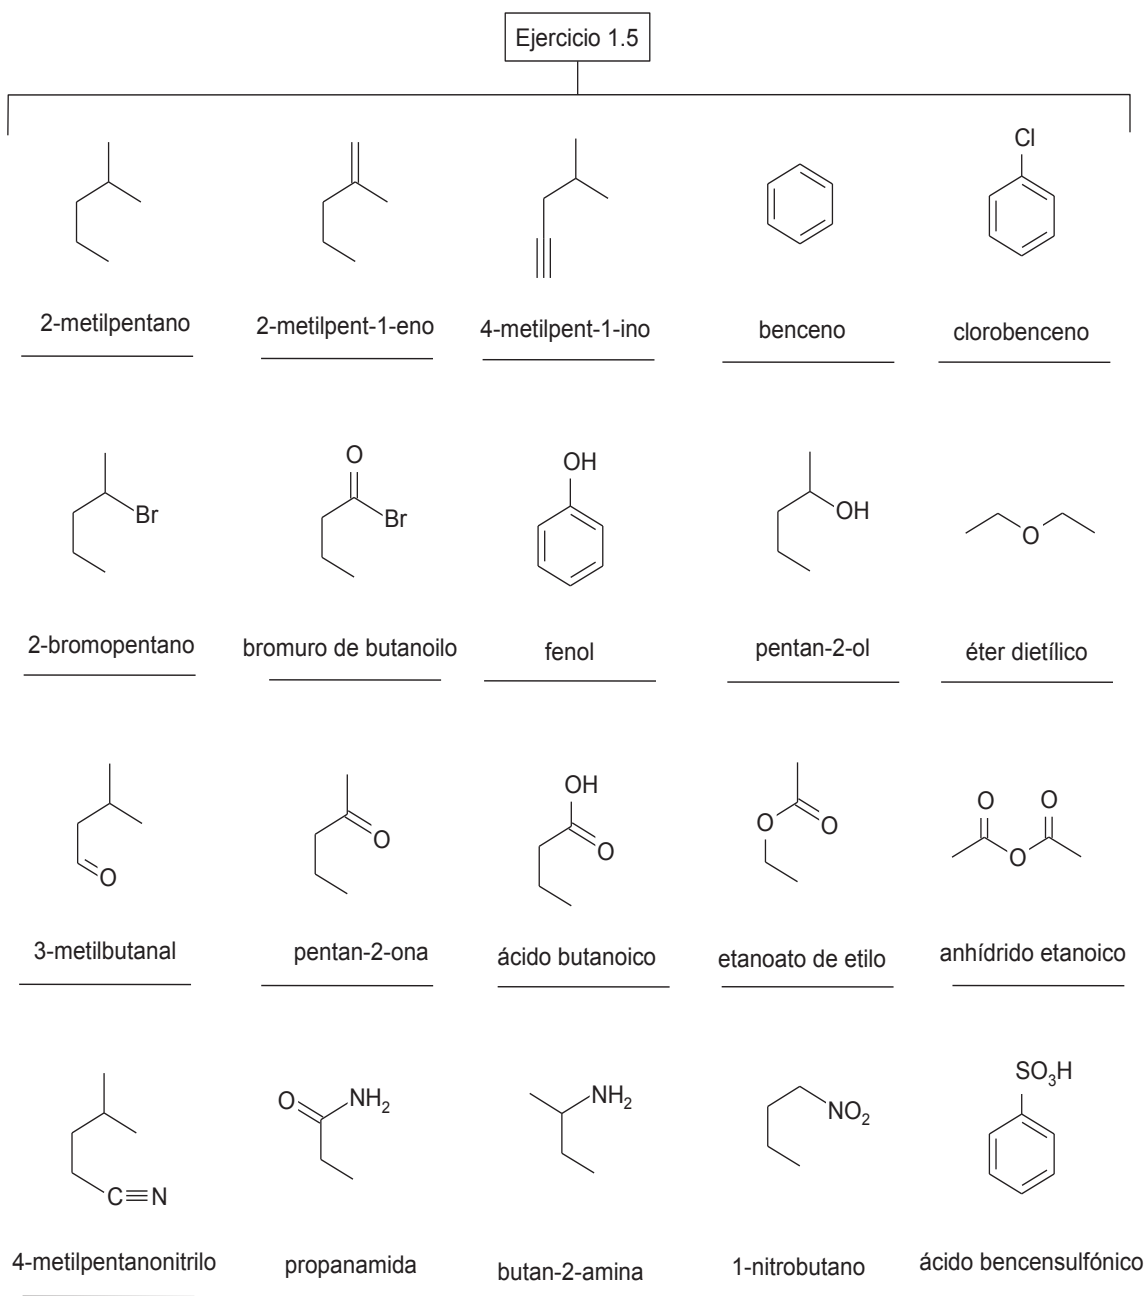 Ejercicio 1.5
Cl
2-metilpentano
2-metilpent-1-eno
4-metilpent-1-ino
benceno
clorobenceno
Br
O
Br
OH
OH
O
2-bromopentano
bromuro de butanoilo
fenol
pentan-2-ol
éter dietílico
O
O
OH
O
O
O
O
O
O
3-metilbutanal
pentan-2-ona
ácido butanoico
etanoato de etilo
anhídrido etanoico
C≡N
O
NH2
NH2
NO2
SO3H
4-metilpentanonitrilo
propanamida
butan-2-amina
1-nitrobutano
ácido bencensulfónico